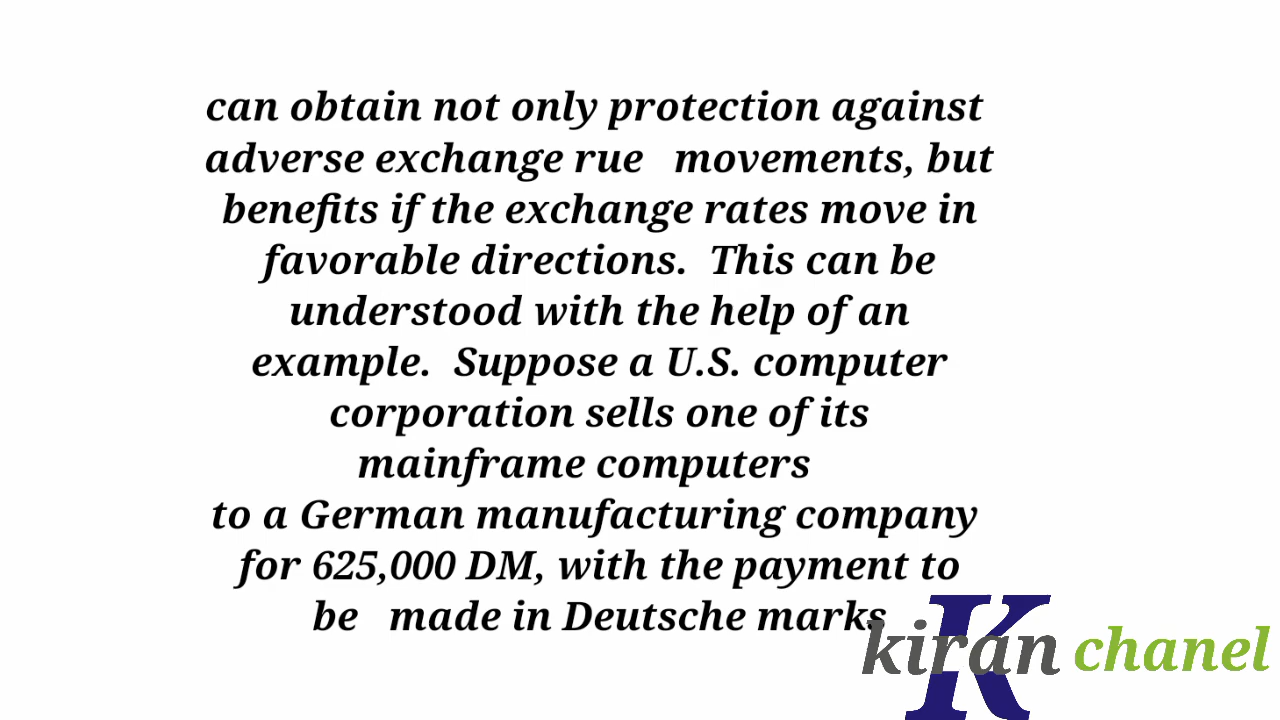 can obtain not only protection against
adverse exchange rue movements, but
benefits if the exchange rates move in
favorable directions. This can be
understood with the help of an
example. Suppose a U.S. computer
corporation sells one of its
mainframe computers
to a German manufacturing company
for 625,000 DM, with the payment to
be made in Deutsche marks
K
kiran chanel